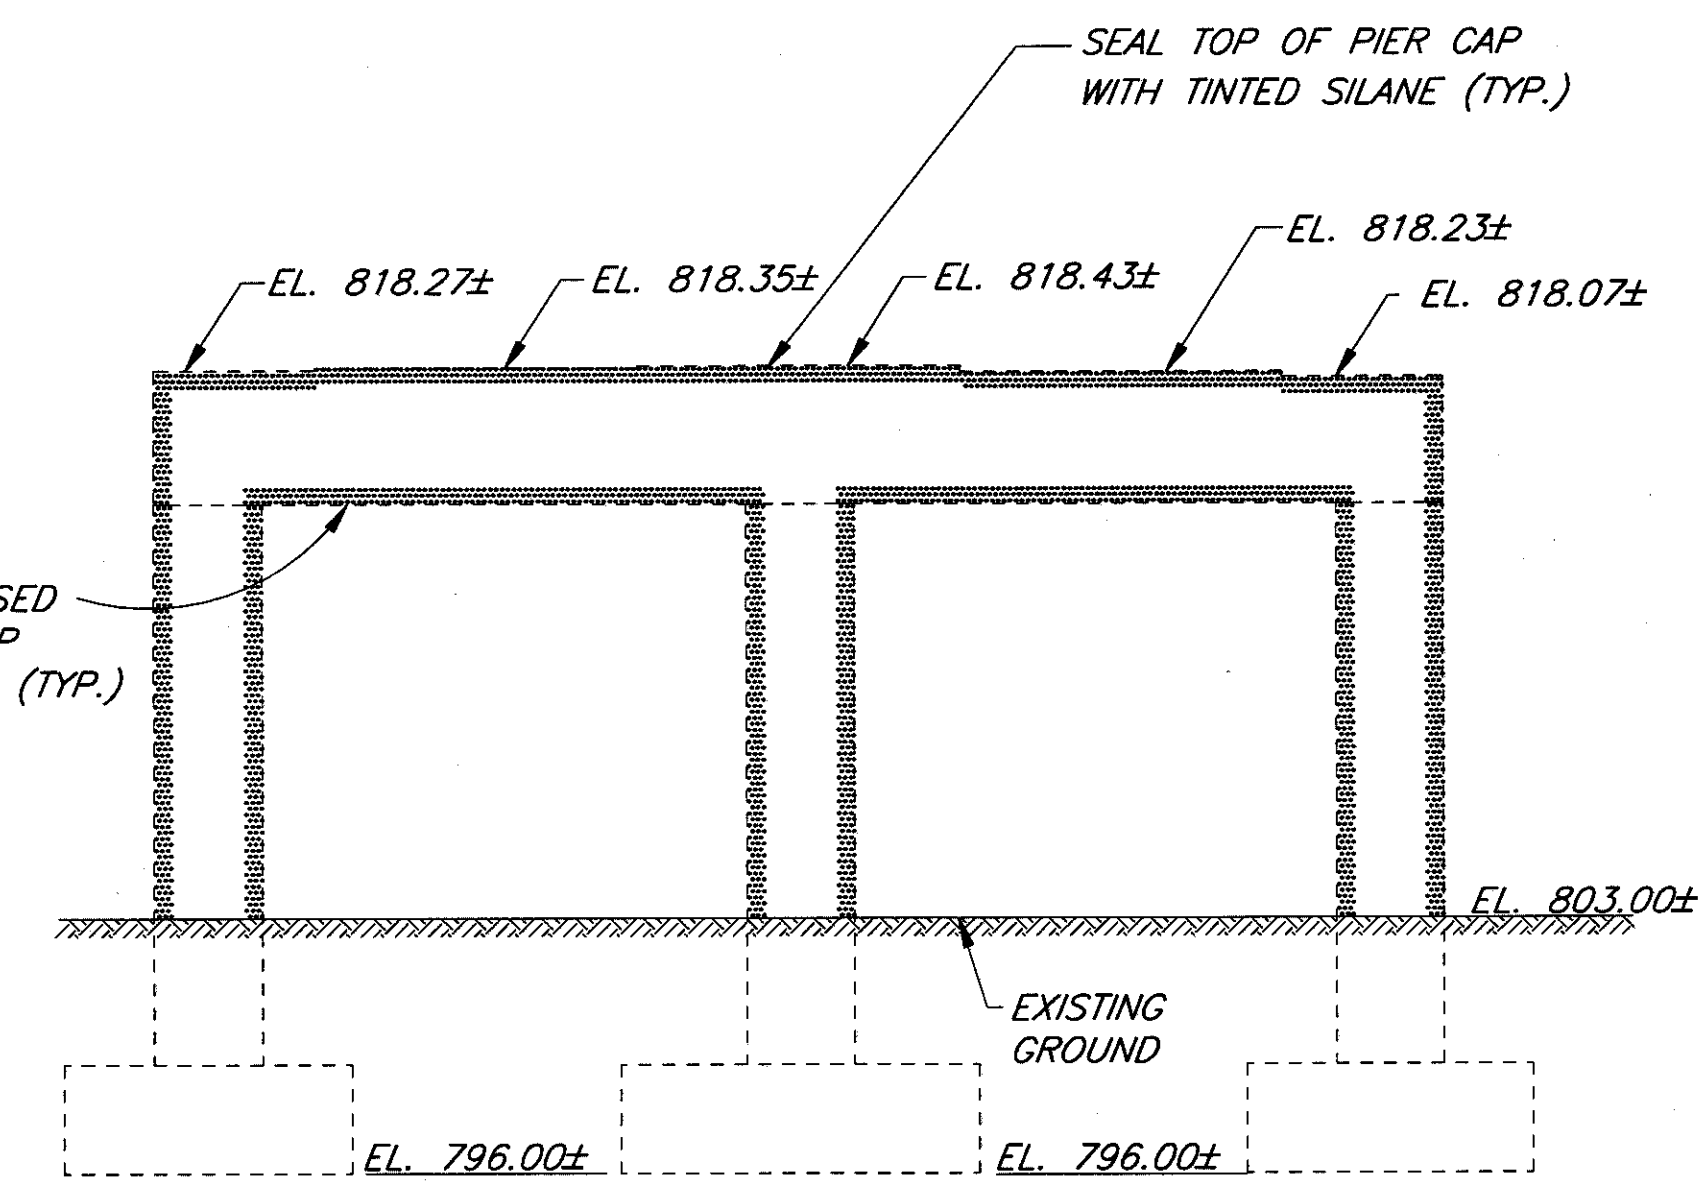 SEAL TOP OF PIER CAP
WITH TINTED SILANE (TYP.)
EL. 818.23±
EL. 818.27±
EL. 818.35±
EL. 818.43±
EL. 818.07±
(TYP.)
EL. 803.00±
EXISTING
GROUND
EL. 796.00±
EL. 796.00±